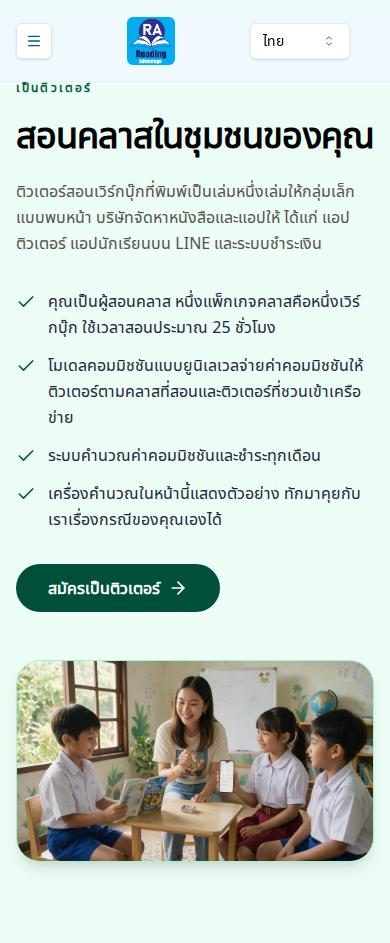 RA
Reading
Advantage
ไทย
เป็นติวเตอร์
สอนคลาสในชุมชนของคุณ
ติวเตอร์สอนเวิร์กบุ๊กที่พิมพ์เป็นเล่มหนึ่งเล่มให้กลุ่มเล็ก
แบบพบหน้า บริษัทจัดหาหนังสือและแอปให้ ได้แก่ แอป
ติวเตอร์ แอปนักเรียนบน LINE และระบบชำระเงิน
คุณเป็นผู้สอนคลาส หนึ่งแพ็กเกจคลาสคือหนึ่งเวิร์
กบุ๊ก ใช้เวลาสอนประมาณ 25 ชั่วโมง
โมเดลคอมมิชชันแบบยูนิเลเวลจ่ายค่าคอมมิชชันให้
ติวเตอร์ตามคลาสที่สอนและติวเตอร์ที่ชวนเข้าเครือ
ข่าย
ระบบคำนวณค่าคอมมิชชันและชำระทุกเดือน
เครื่องคำนวณในหน้านี้แสดงตัวอย่าง ทักมาคุยกับ
เราเรื่องกรณีของคุณเองได้
สมัครเป็นติวเตอร์